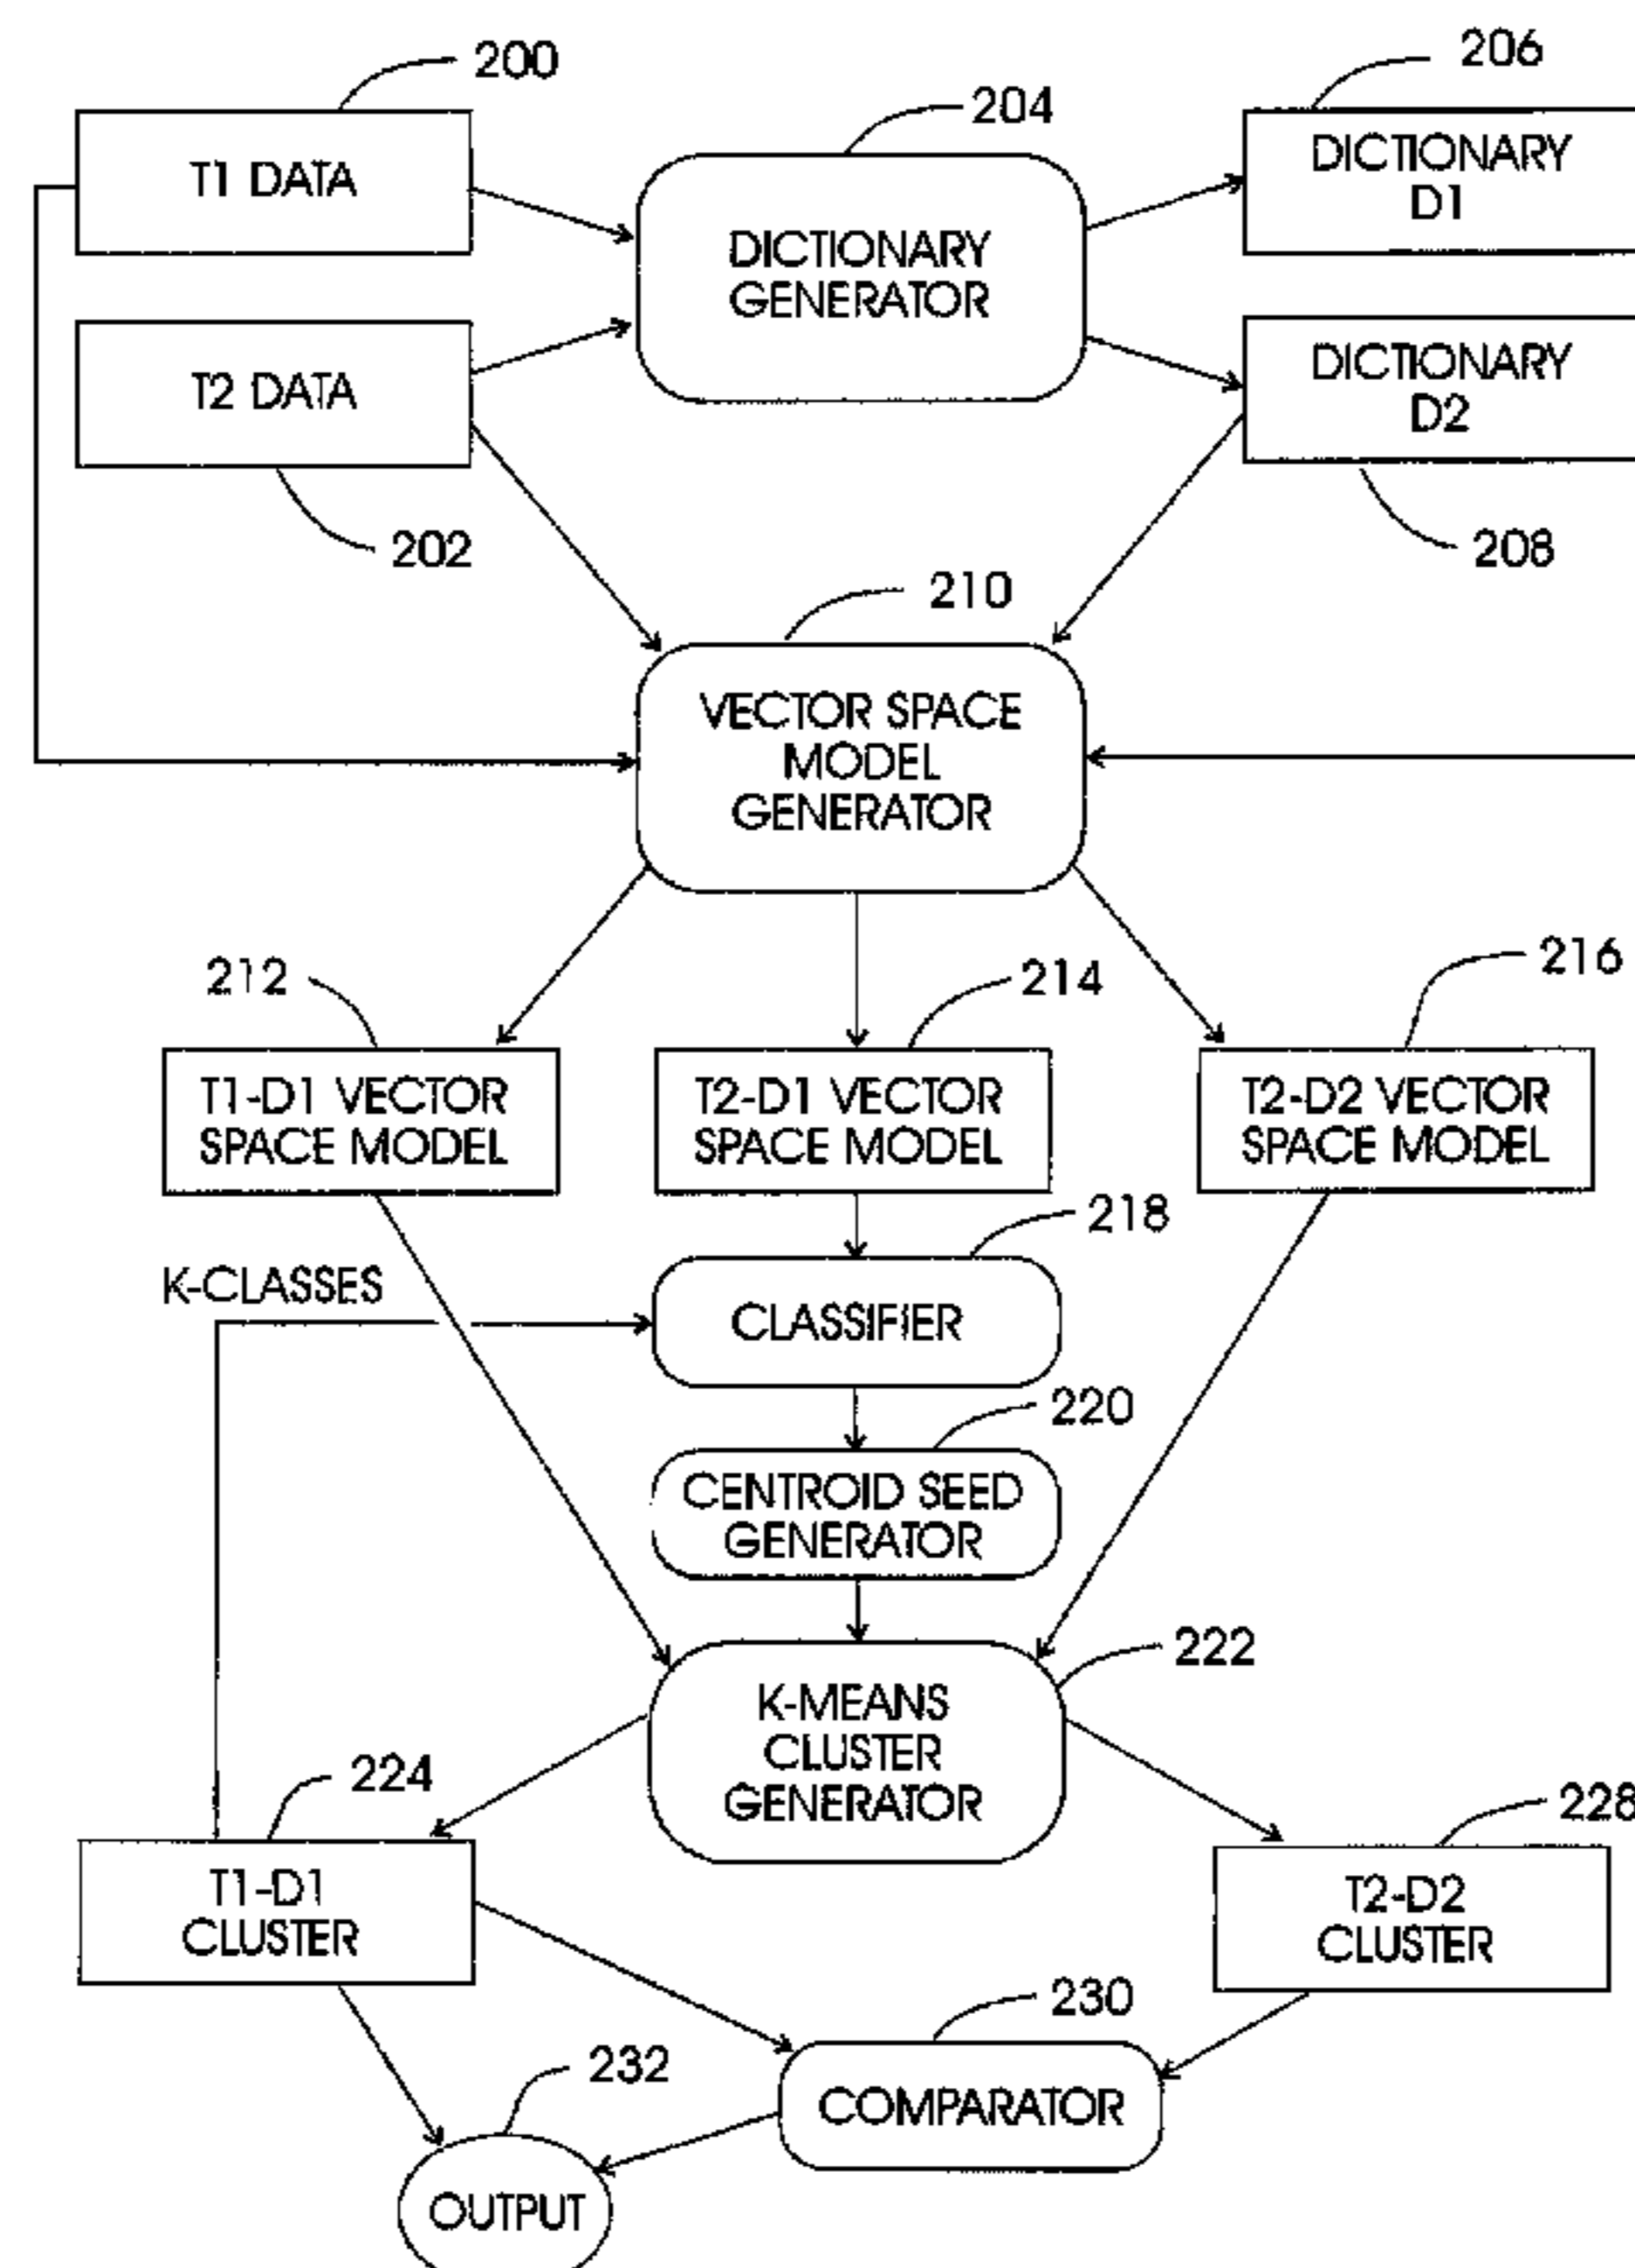 200
206
204
T1 DATA
DICTIONARY
D1
DICTIONARY
GENERATOR
T2 DATA
DICTIONARY
D2
202
208
210
VECTOR SPACE
MODEL
GENERATOR
212
214
216
T1-D1 VECTOR
SPACE MODEL
T2-D1 VECTOR
SPACE MODEL
T2-D2 VECTOR
SPACE MODEL
218
K-CLASSES
CLASSIFIER
220
CENTROID SEED
GENERATOR
222
K-MEANS
CLUSTER
GENERATOR
224
228
T1-D1
CLUSTER
T2-D2
CLUSTER
230
232
COMPARATOR
OUTPUT